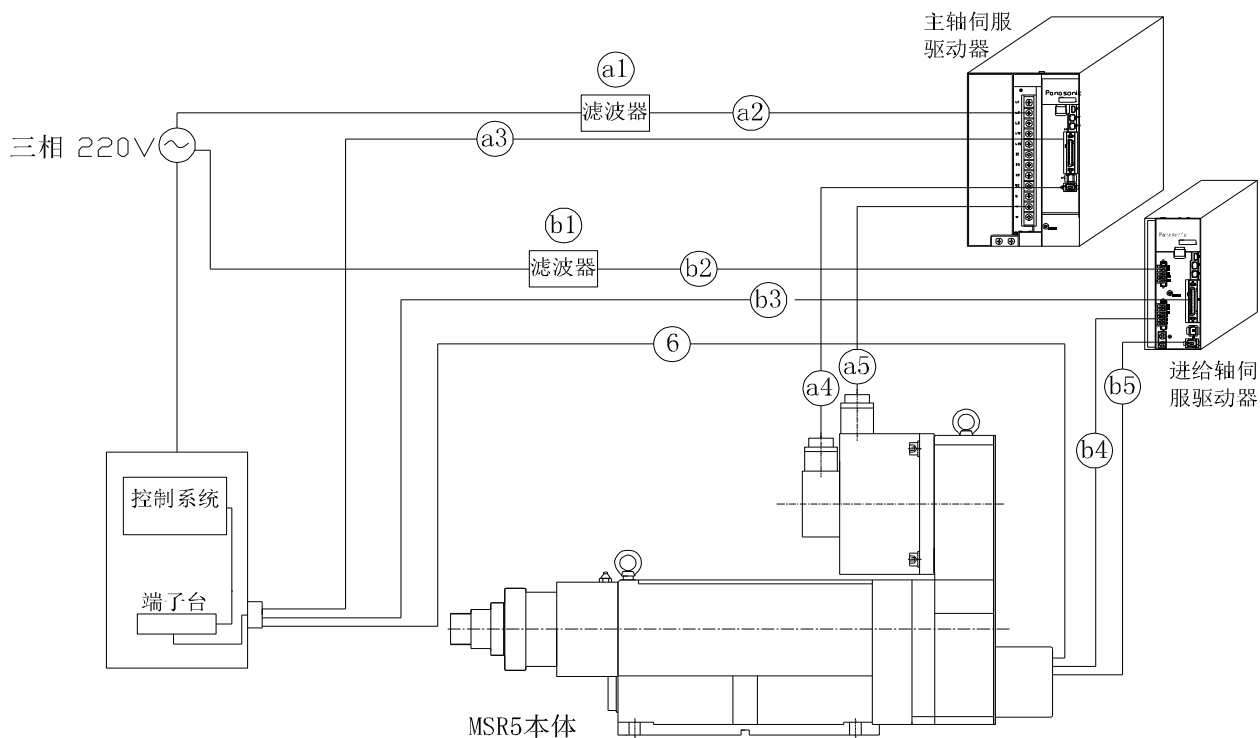 主轴伺服
驱动器
a1
滤波器
a2
Panasonic
a3
三相 220V
b1
滤波器
b2
Panasonic
b3
6
a5
a4
b5
进给轴伺
服驱动器
b4
控制系统
端子台
MSR5本体